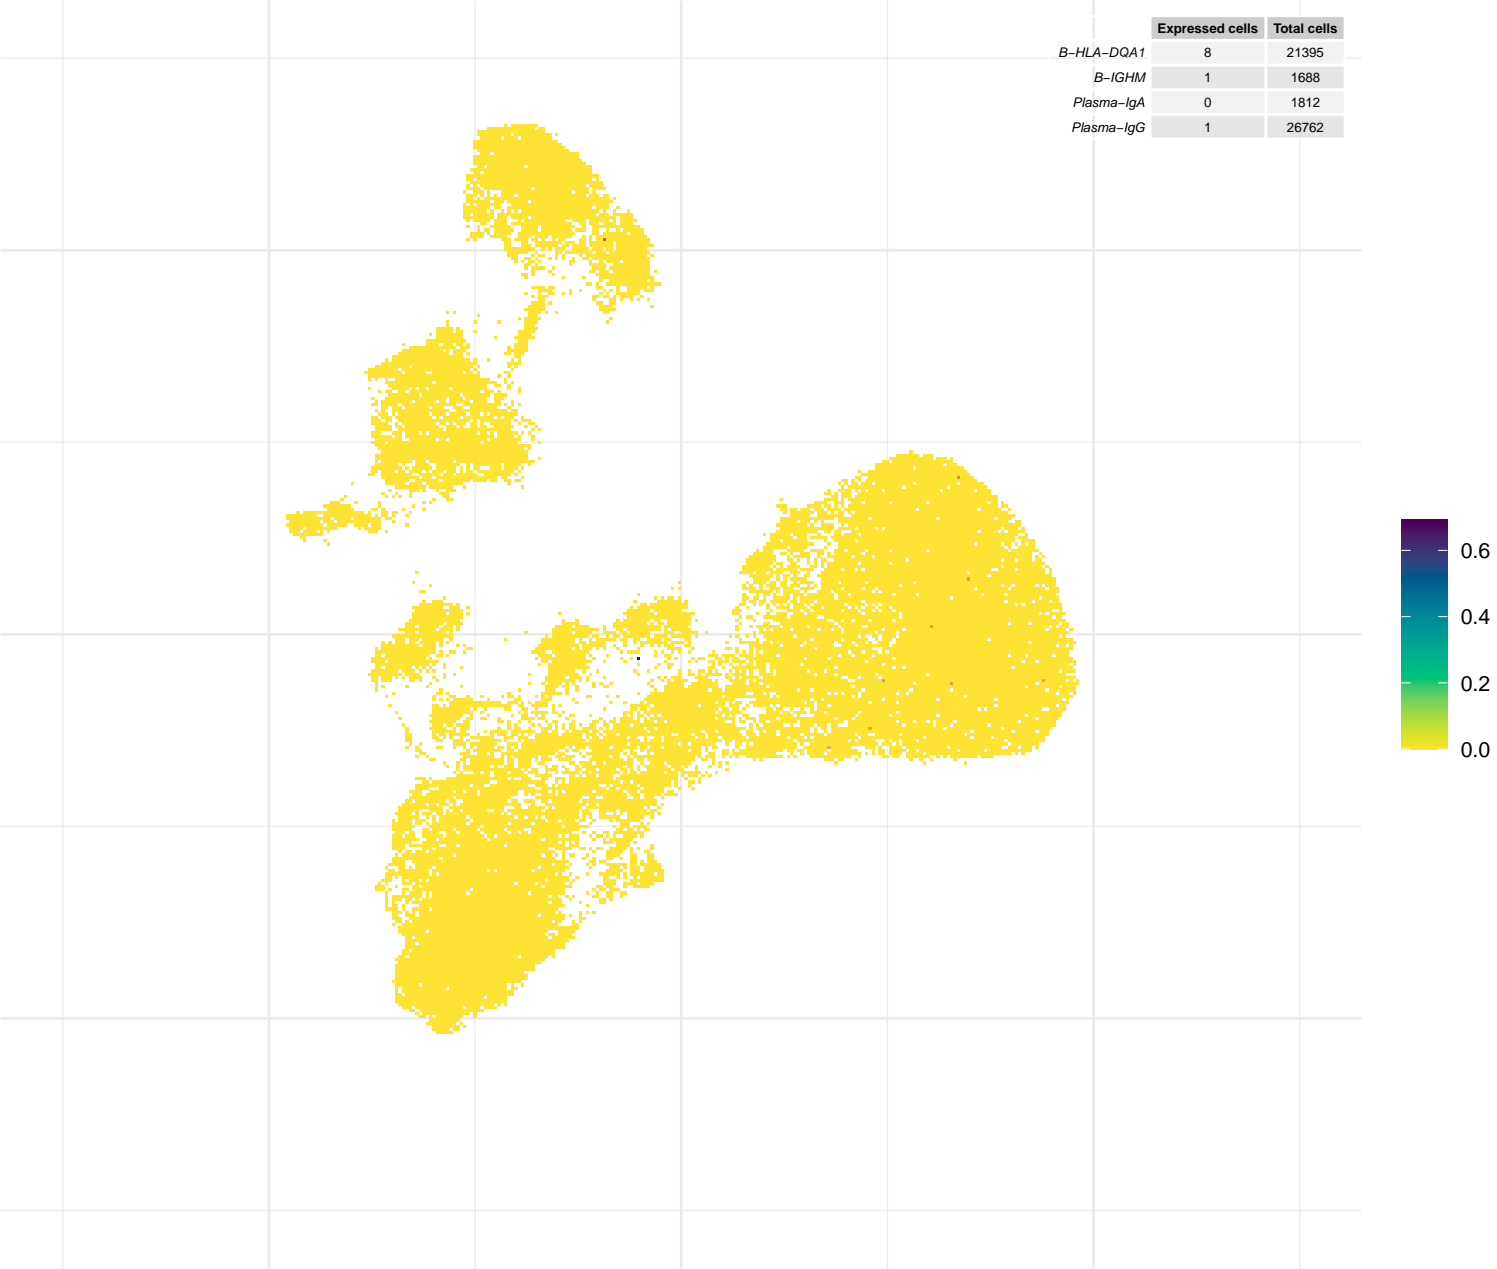 Expressed cells Total cells
B−HLA−DQA1 8 21395
B−IGHM 1 1688
Plasma−IgA 0 1812
Plasma−IgG 1 26762
0.6
0.4
0.2
0.0